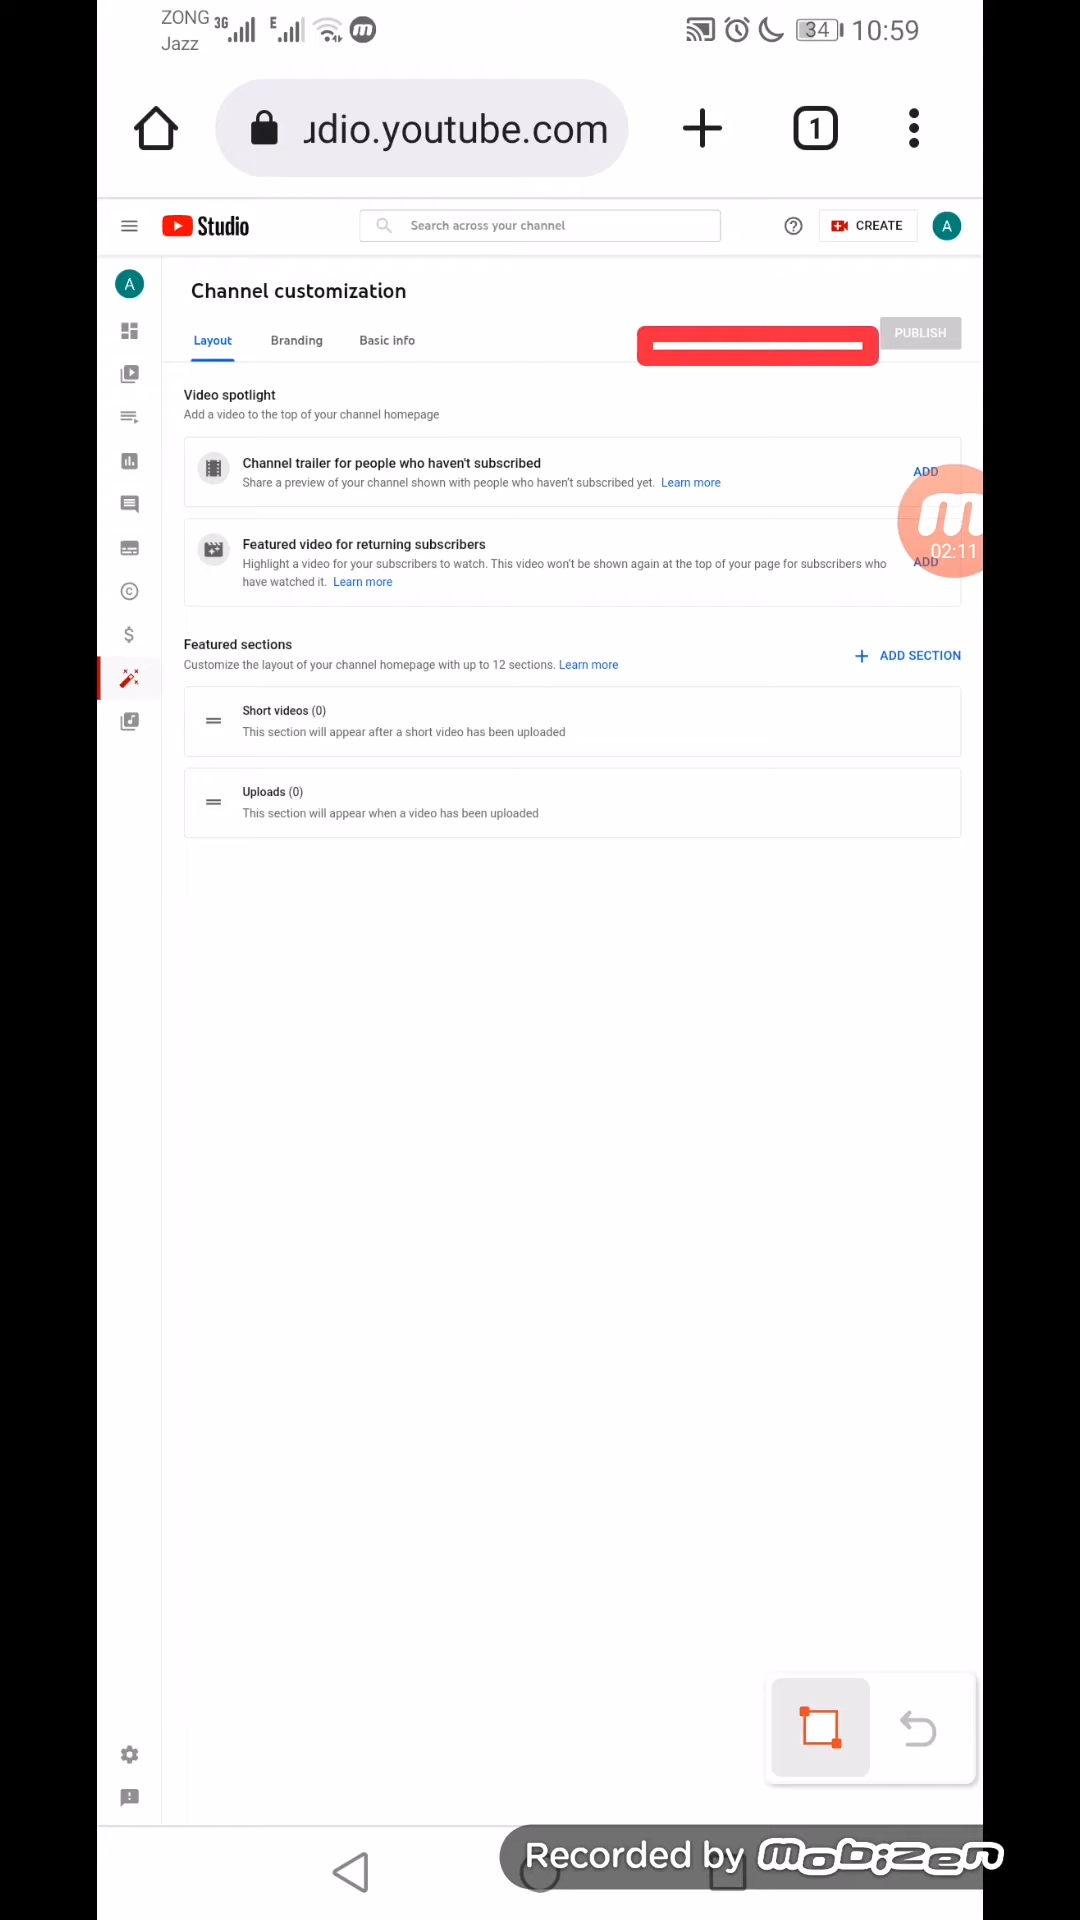 ZONG 3G E 34 10:59
Jazz
udio.youtube.com 1
Studio Search across your channel CREATE A
A
Channel customization
PUBLISH
Layout Branding Basic info
Video spotlight
Add a video to the top of your channel homepage
Channel trailer for people who haven't subscribed
ADD
Share a preview of your channel shown with people who haven't subscribed yet. Learn more
02:11
Featured video for returning subscribers
Highlight a video for your subscribers to watch. This video won't be shown again at the top of your page for subscribers who
ADD
have watched it. Learn more
Featured sections
Customize the layout of your channel homepage with up to 12 sections. Learn more
ADD SECTION
Short videos (0)
This section will appear after a short video has been uploaded
Uploads (0)
This section will appear when a video has been uploaded
Recorded by mobizen